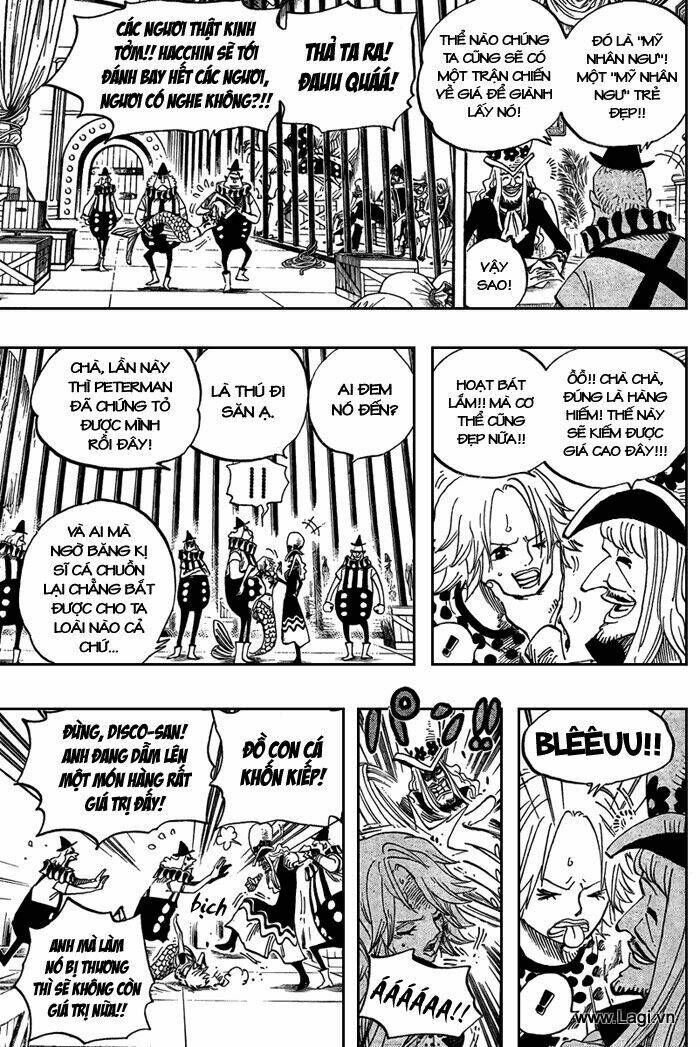 ĐÓ LÀ "MỸ
NHÂN
NGƯ"!
MỘT "MỸ NHÂN
NGƯ" TRẺ
ĐẸP!!
THẾ NÀO CHÚNG
TA CŨNG SẼ CÓ
MỘT TRẬN CHIẾN
VỀ GIÁ ĐỂ GIÀNH
LẤY NÓ!
VẬY
SAO!
THẢ TA RA!
ĐAUU QUÁÁ!
CÁC NGƯƠI THẬT KINH
TỞM!! HACCHIN SẼ TỚI
ĐÁNH BAY HẾT CÁC NGƯƠI,
NGƯƠI CÓ NGHE KHÔNG?!!
ỒỒ!! CHÀ CHÀ,
ĐÚNG LÀ HÀNG
HIẾM! THẾ NÀY
SẼ KIẾM ĐƯỢC
GIÁ CAO ĐÂY!!!
HOẠT BÁT
LẮM!! MÀ CƠ
THỂ CŨNG
ĐẸP NỮA!!
!
AI ĐEM
NÓ ĐẾN?
LÀ THÚ ĐI
SĂN Ạ.
CHÀ, LẦN NÀY
THÌ PETERMAN
ĐÃ CHỨNG TỎ
ĐƯỢC MÌNH
RỒI ĐÂY!
!!
VÀ AI MÀ
NGỜ BĂNG KỊ
SĨ CÁ CHUỒN
LẠI CHẲNG BẮT
ĐƯỢC CHO TA
LOÀI NÀO CẢ
CHỨ...
BLÊÊUU!!
!
ÁÁÁÁÁA!!
ĐỒ CON CÁ
KHỐN KIẾP!
ĐỪNG, DISCO-SAN!
ANH ĐANG DẪM LÊN
MỘT MÓN HÀNG RẤT
GIÁ TRỊ ĐẤY!
bịch
ANH MÀ LÀM
NÓ BỊ THƯƠNG
THÌ SẼ KHÔNG CÒN
GIÁ TRỊ NỮA!!
www.Lagi.vn